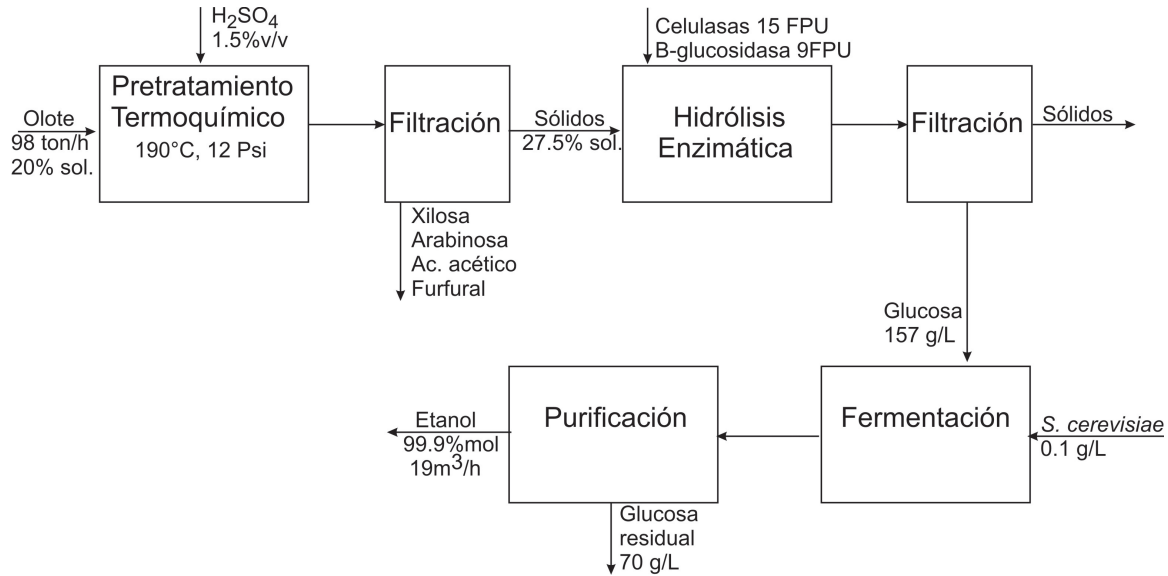 H₂SO₄
1.5%v/v
Olote
98 ton/h
20% sol.
Pretratamiento
Termoquímico
190°C, 12 Psi
Filtración
Xilosa
Arabinosa
Ac. acético
Furfural
Sólidos
27.5% sol.
Celulasas 15 FPU
B-glucosidasa 9FPU
Hidrólisis
Enzimática
Filtración
Sólidos
Glucosa
157 g/L
Fermentación
S. cerevisiae
0.1 g/L
Purificación
Etanol
99.9%mol
19m³/h
Glucosa
residual
70 g/L